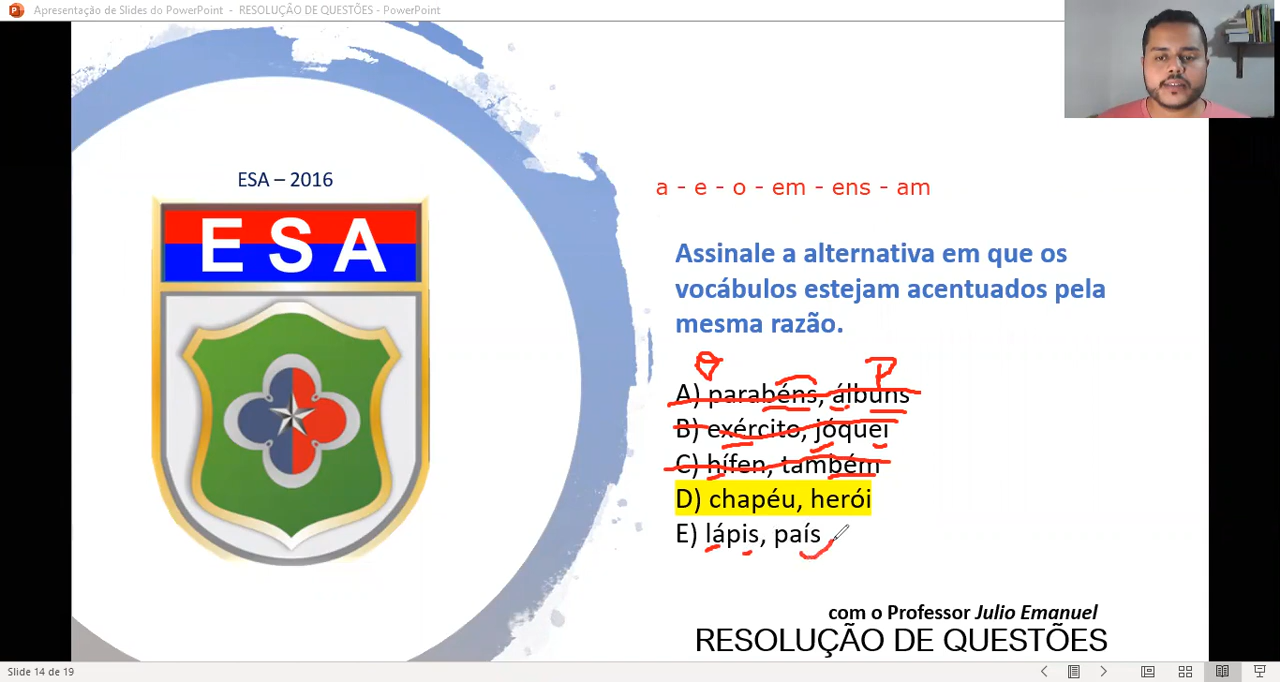 Apresentação de Slides do PowerPoint - RESOLUÇÃO DE QUESTÕES - PowerPoint
ESA – 2016
E S A
a - e - o - em - ens - am
Assinale a alternativa em que os
vocábulos estejam acentuados pela
mesma razão.
O P
A) parabéns, álbuns
B) exército, jóquei
C) hífen, também
D) chapéu, herói
E) lápis, país
com o Professor Julio Emanuel
RESOLUÇÃO DE QUESTÕES
Slide 14 de 19